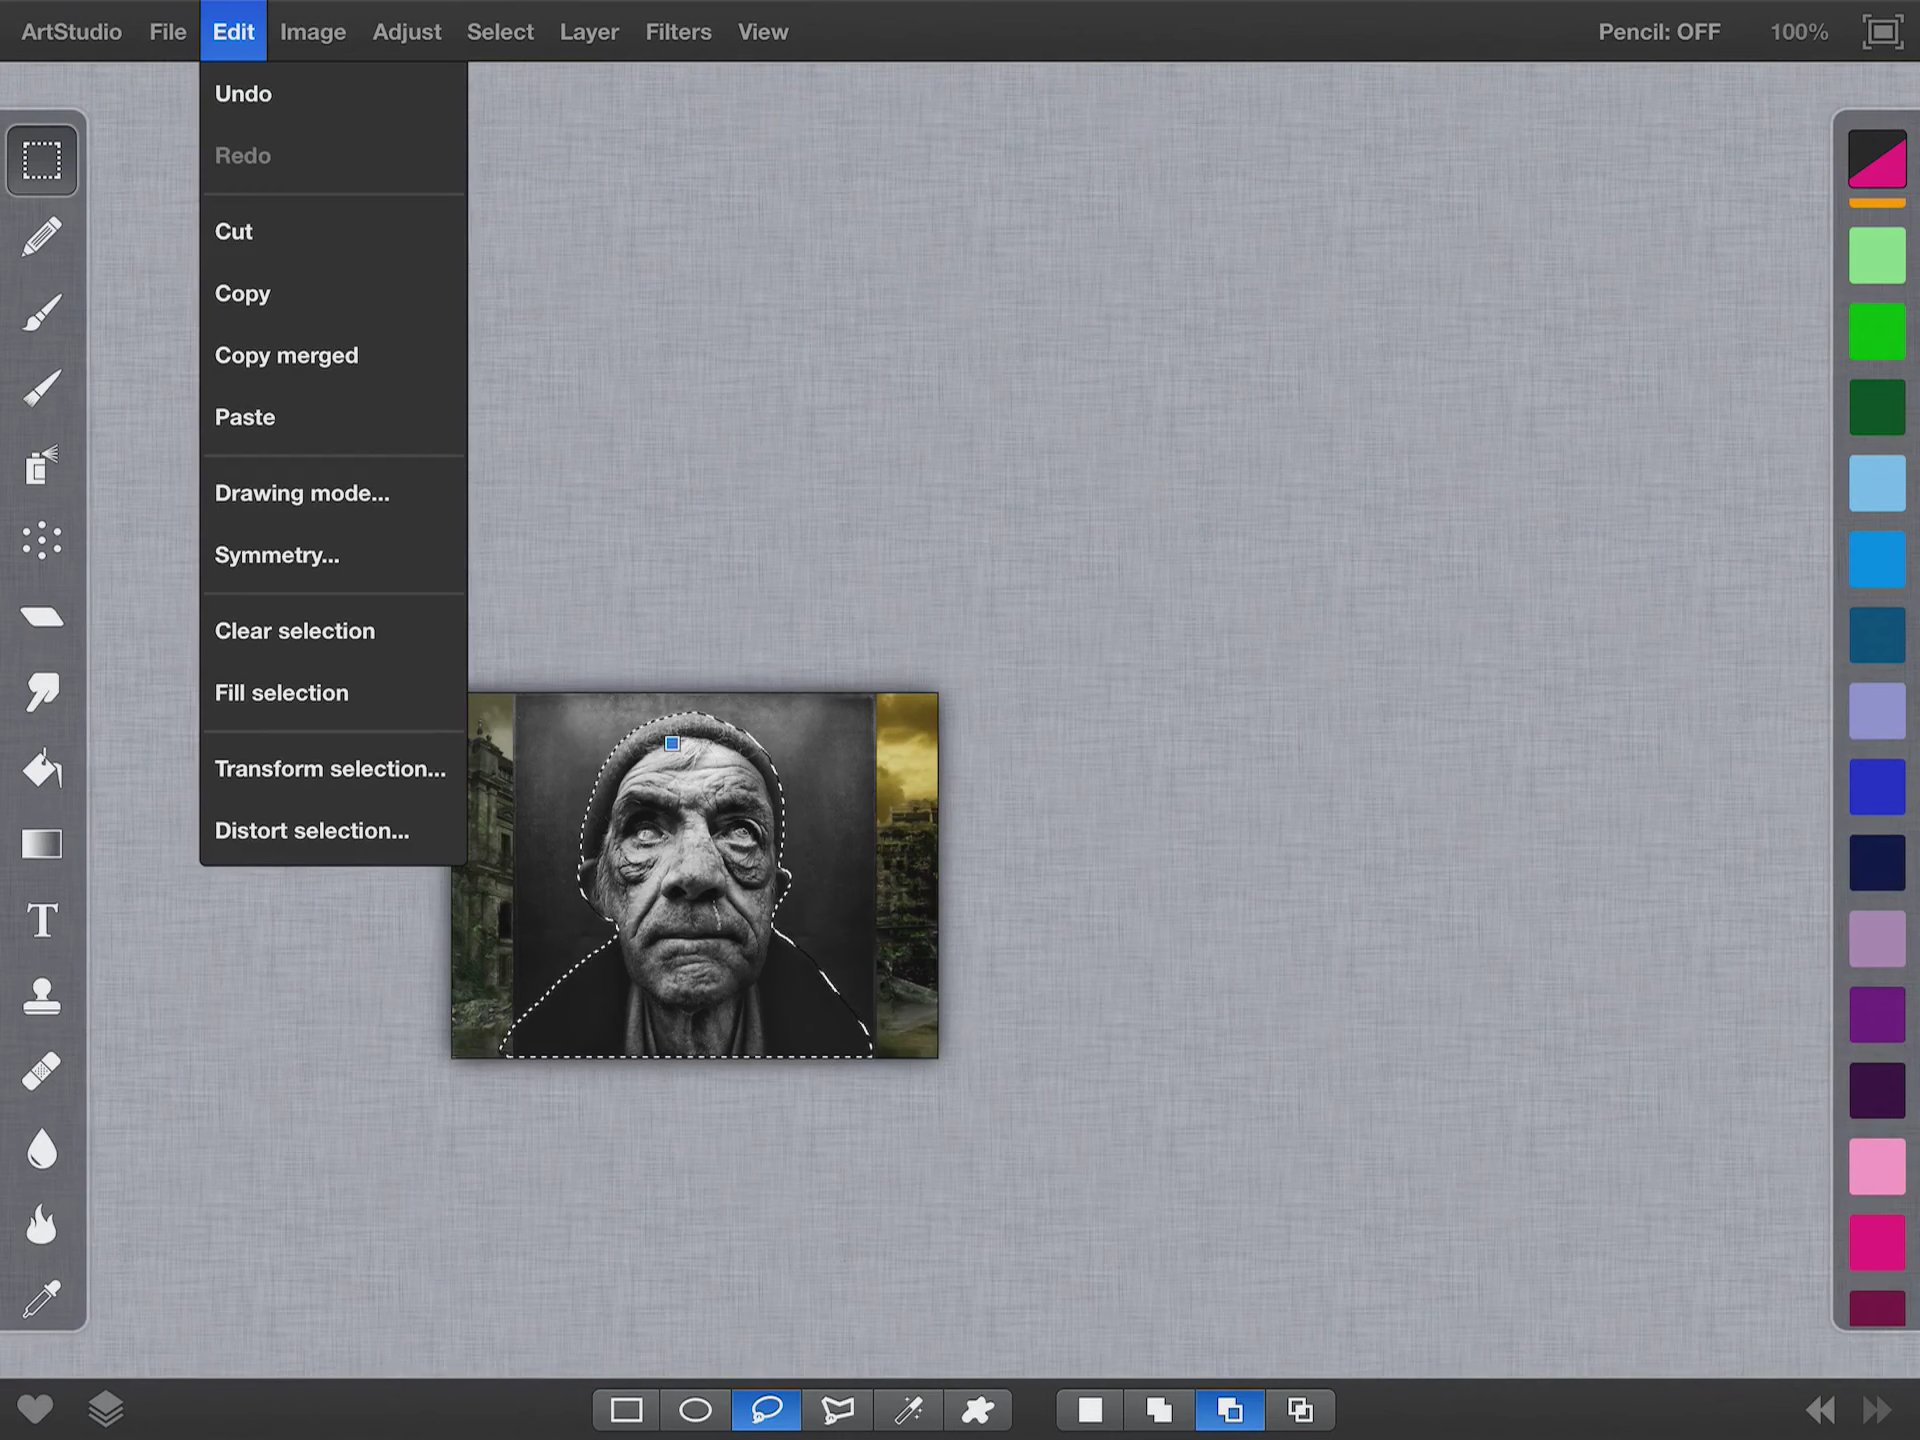 ArtStudio File Edit Image Adjust Select Layer Filters View Pencil: OFF 100%
Undo
Redo
Cut
Copy
Copy merged
Paste
Drawing mode...
Symmetry...
Clear selection
Fill selection
Transform selection...
Distort selection...
T